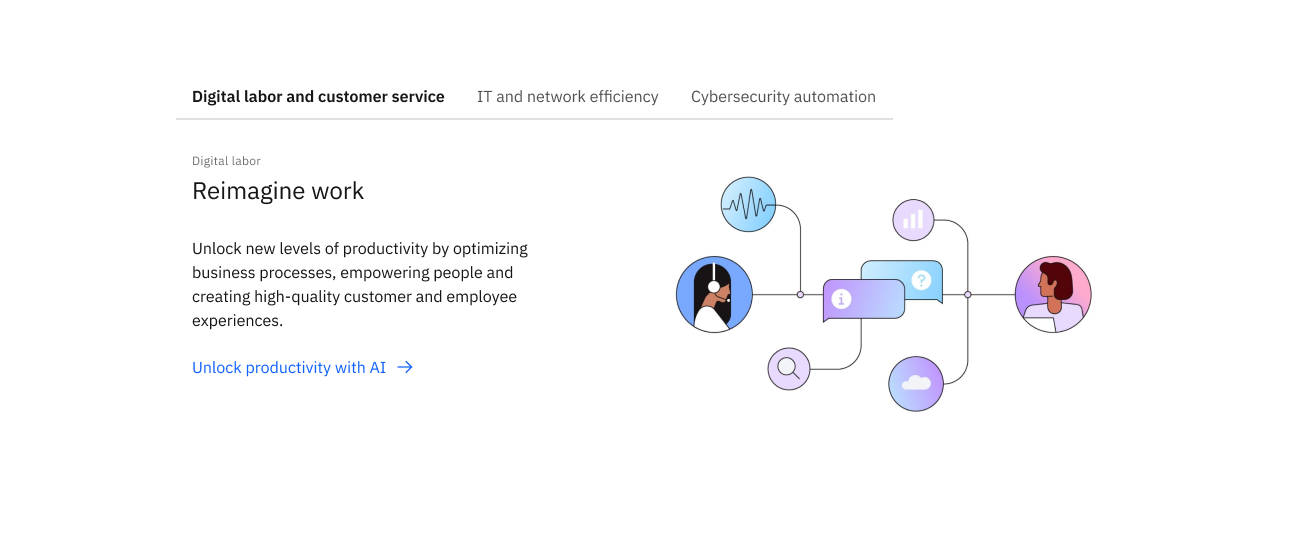 Digital labor and customer service IT and network efficiency Cybersecurity automation
Digital labor
Reimagine work
Unlock new levels of productivity by optimizing
business processes, empowering people and
creating high-quality customer and employee
experiences.
Unlock productivity with AI →
i
?